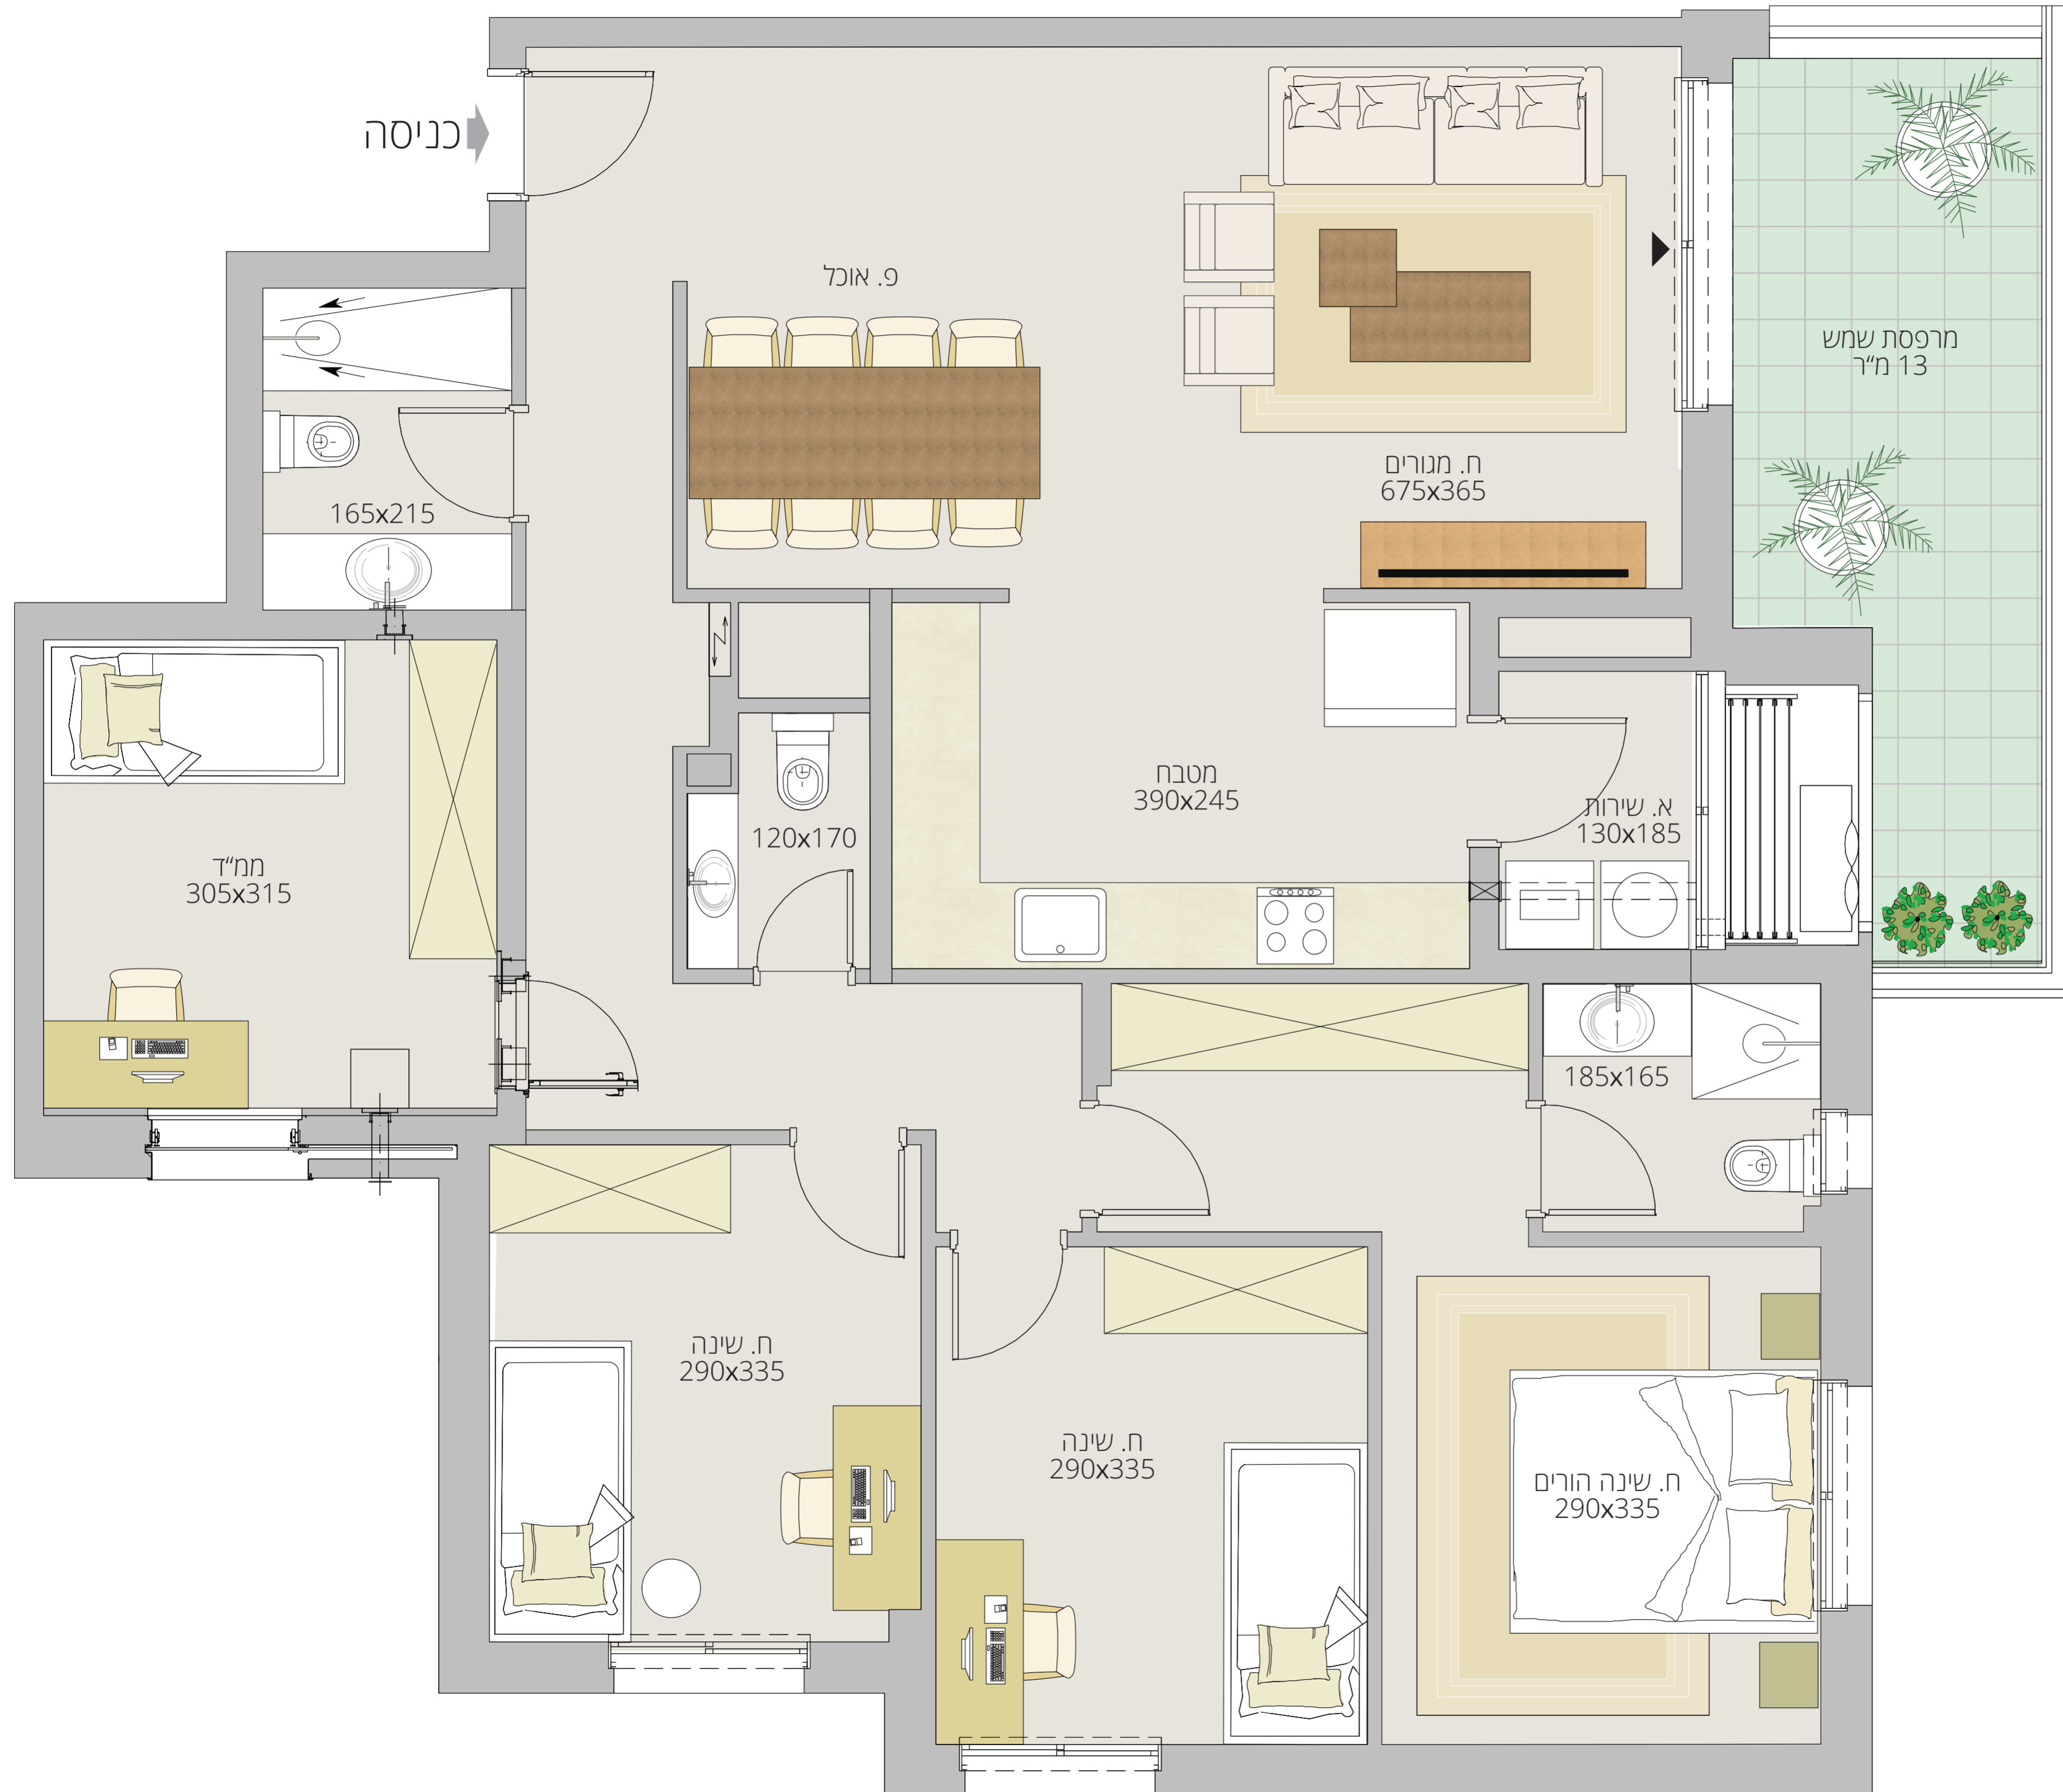 כניסה
פ. אוכל
מרפסת שמש
13 מ״ר
ח. מגורים
675x365
165x215
מטבח
390x245
א. שירות
130x185
120x170
ממ״ד
305x315
185x165
ח. שינה
290x335
ח. שינה
290x335
ח. שינה הורים
290x335